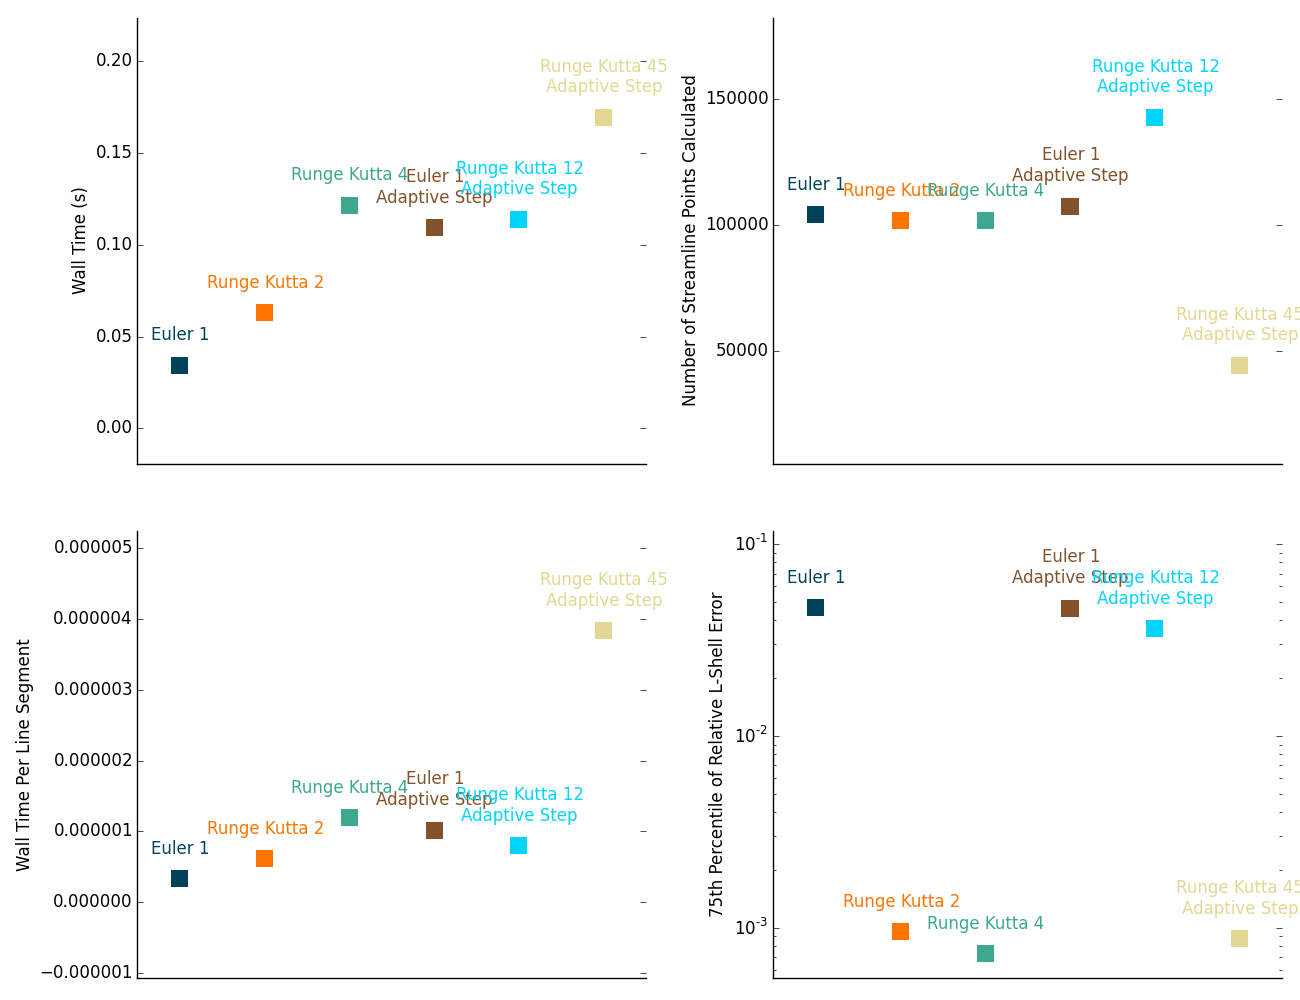 Wall Time (s)
0.20
0.15
0.10
0.05
0.00
Euler 1
Runge Kutta 2
Runge Kutta 4
Euler 1
Adaptive Step
Runge Kutta 12
Adaptive Step
Runge Kutta 45
Adaptive Step
Number of Streamline Points Calculated
150000
100000
50000
Euler 1
Runge Kutta 2
Runge Kutta 4
Euler 1
Adaptive Step
Runge Kutta 12
Adaptive Step
Runge Kutta 45
Adaptive Step
Wall Time Per Line Segment
0.000005
0.000004
0.000003
0.000002
0.000001
0.000000
−0.000001
Euler 1
Runge Kutta 2
Runge Kutta 4
Euler 1
Adaptive Step
Runge Kutta 12
Adaptive Step
Runge Kutta 45
Adaptive Step
75th Percentile of Relative L-Shell Error
10⁻¹
10⁻²
10⁻³
Euler 1
Runge Kutta 2
Runge Kutta 4
Euler 1
Adaptive Step
Runge Kutta 12
Adaptive Step
Runge Kutta 45
Adaptive Step